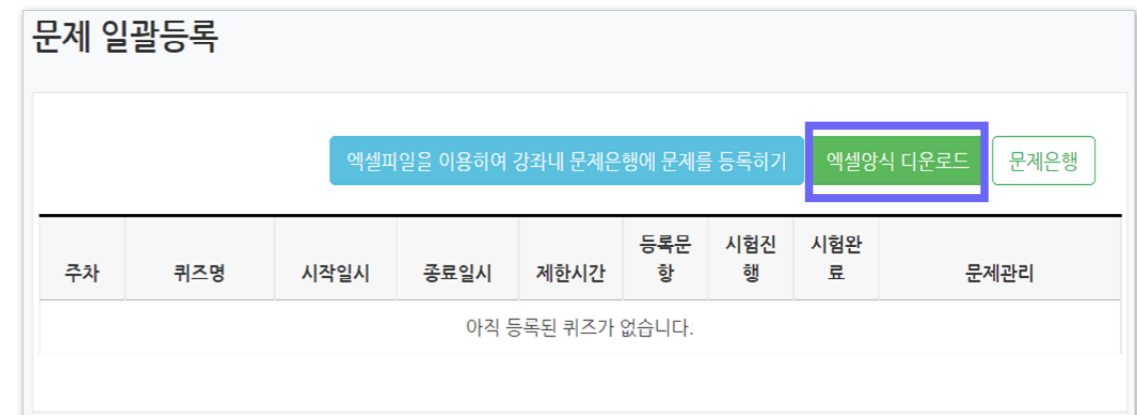 문제 일괄등록
엑셀파일을 이용하여 강좌내 문제은행에 문제를 등록하기 엑셀양식 다운로드 문제은행
주차 퀴즈명 시작일시 종료일시 제한시간 등록문항 시험진행 시험완료 문제관리
아직 등록된 퀴즈가 없습니다.